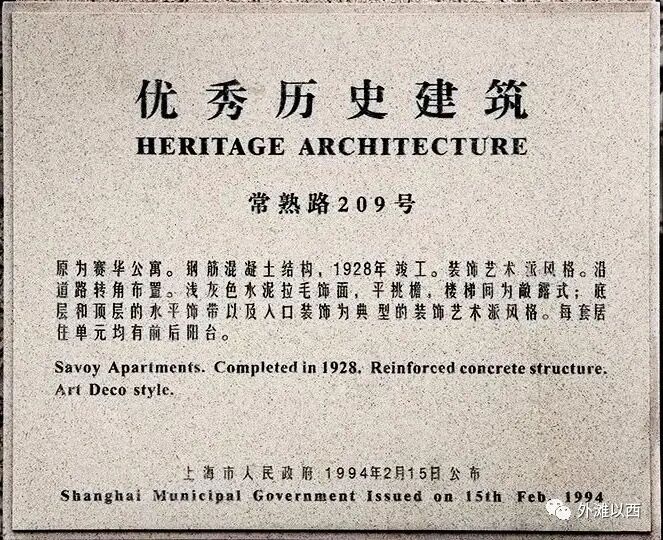 优秀历史建筑
HERITAGE ARCHITECTURE
常熟路209号
原为赛华公寓。钢筋混凝土结构，1928年竣工。装饰艺术派风格。沿
道路转角布置。浅灰色水泥拉毛饰面，平挑檐，楼梯间为敞露式；底
层和顶层的水平饰带以及入口装饰为典型的装饰艺术派风格。每套居
住单元均有前后阳台。
Savoy Apartments. Completed in 1928. Reinforced concrete structure.
Art Deco style.
上海市人民政府 1994年2月15日公布
Shanghai Municipal Government Issued on 15th Feb. 1994
外滩以西